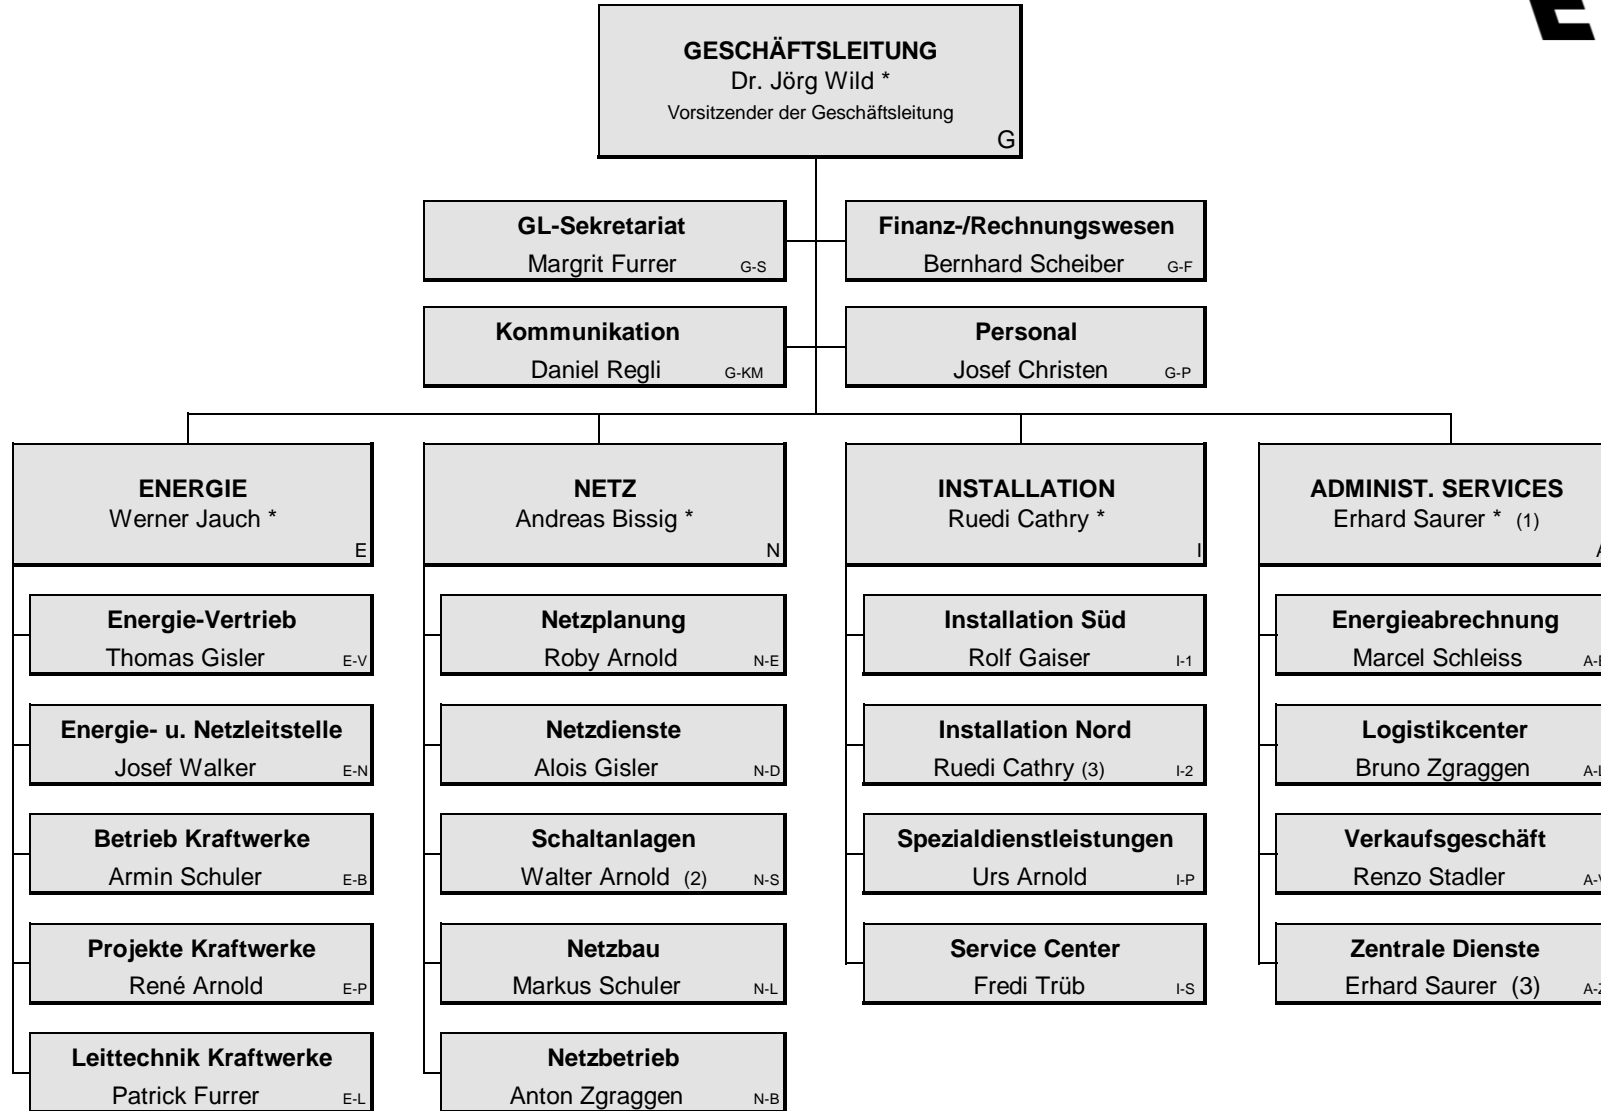 GESCHÄFTSLEITUNG
Dr. Jörg Wild *
Vorsitzender der Geschäftsleitung
G
GL-Sekretariat
Margrit Furrer G-S
Finanz-/Rechnungswesen
Bernhard Scheiber G-F
Kommunikation
Daniel Regli G-KM
Personal
Josef Christen G-P
ENERGIE
Werner Jauch *
E
Energie-Vertrieb
Thomas Gisler E-V
Energie- u. Netzleitstelle
Josef Walker E-N
Betrieb Kraftwerke
Armin Schuler E-B
Projekte Kraftwerke
René Arnold E-P
Leittechnik Kraftwerke
Patrick Furrer E-L
NETZ
Andreas Bissig *
N
Netzplanung
Roby Arnold N-E
Netzdienste
Alois Gisler N-D
Schaltanlagen
Walter Arnold (2) N-S
Netzbau
Markus Schuler N-L
Netzbetrieb
Anton Zgraggen N-B
INSTALLATION
Ruedi Cathry *
I
Installation Süd
Rolf Gaiser I-1
Installation Nord
Ruedi Cathry (3) I-2
Spezialdienstleistungen
Urs Arnold I-P
Service Center
Fredi Trüb I-S
ADMINIST. SERVICES
Erhard Saurer * (1)
Energieabrechnung
Marcel Schleiss
Logistikcenter
Bruno Zgraggen
Verkaufsgeschäft
Renzo Stadler
Zentrale Dienste
Erhard Saurer (3)